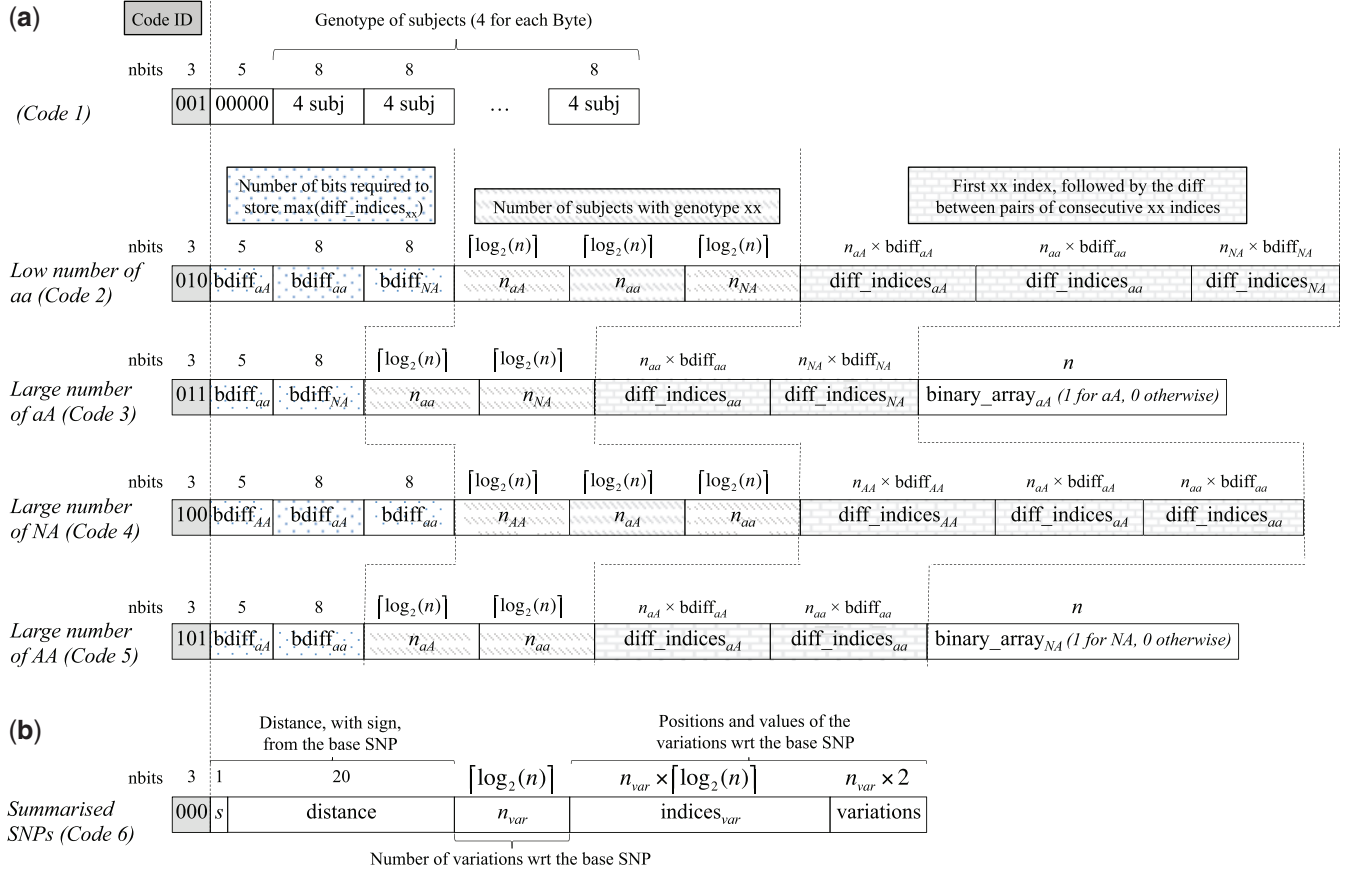 (a)
Code ID
Genotype of subjects (4 for each Byte)
nbits 3 5 8 8 8
(Code 1)
001 00000 4 subj 4 subj … 4 subj
Number of bits required to
store max(diff_indices_xx)
Number of subjects with genotype xx
First xx index, followed by the diff
between pairs of consecutive xx indices
nbits 3 5 8 8 ⌈log₂(n)⌉ ⌈log₂(n)⌉ ⌈log₂(n)⌉ n_aA × bdiff_aA n_aa × bdiff_aa n_NA × bdiff_NA
Low number of
aa (Code 2)
010 bdiff_aA bdiff_aa bdiff_NA n_aA n_aa n_NA diff_indices_aA diff_indices_aa diff_indices_NA
nbits 3 5 8 ⌈log₂(n)⌉ ⌈log₂(n)⌉ n_aa × bdiff_aa n_NA × bdiff_NA n
Large number
of aA (Code 3)
011 bdiff_aa bdiff_NA n_aa n_NA diff_indices_aa diff_indices_NA binary_array_aA (1 for aA, 0 otherwise)
nbits 3 5 8 8 ⌈log₂(n)⌉ ⌈log₂(n)⌉ ⌈log₂(n)⌉ n_AA × bdiff_AA n_aA × bdiff_aA n_aa × bdiff_aa
Large number
of NA (Code 4)
100 bdiff_AA bdiff_aA bdiff_aa n_AA n_aA n_aa diff_indices_AA diff_indices_aA diff_indices_aa
nbits 3 5 8 ⌈log₂(n)⌉ ⌈log₂(n)⌉ n_aA × bdiff_aA n_aa × bdiff_aa n
Large number
of AA (Code 5)
101 bdiff_aA bdiff_aa n_aA n_aa diff_indices_aA diff_indices_aa binary_array_NA (1 for NA, 0 otherwise)
(b)
Distance, with sign,
from the base SNP
Positions and values of the
variations wrt the base SNP
nbits 3 1 20 ⌈log₂(n)⌉ n_var × ⌈log₂(n)⌉ n_var × 2
Summarised
SNPs (Code 6)
000 s distance n_var indices_var variations
Number of variations wrt the base SNP